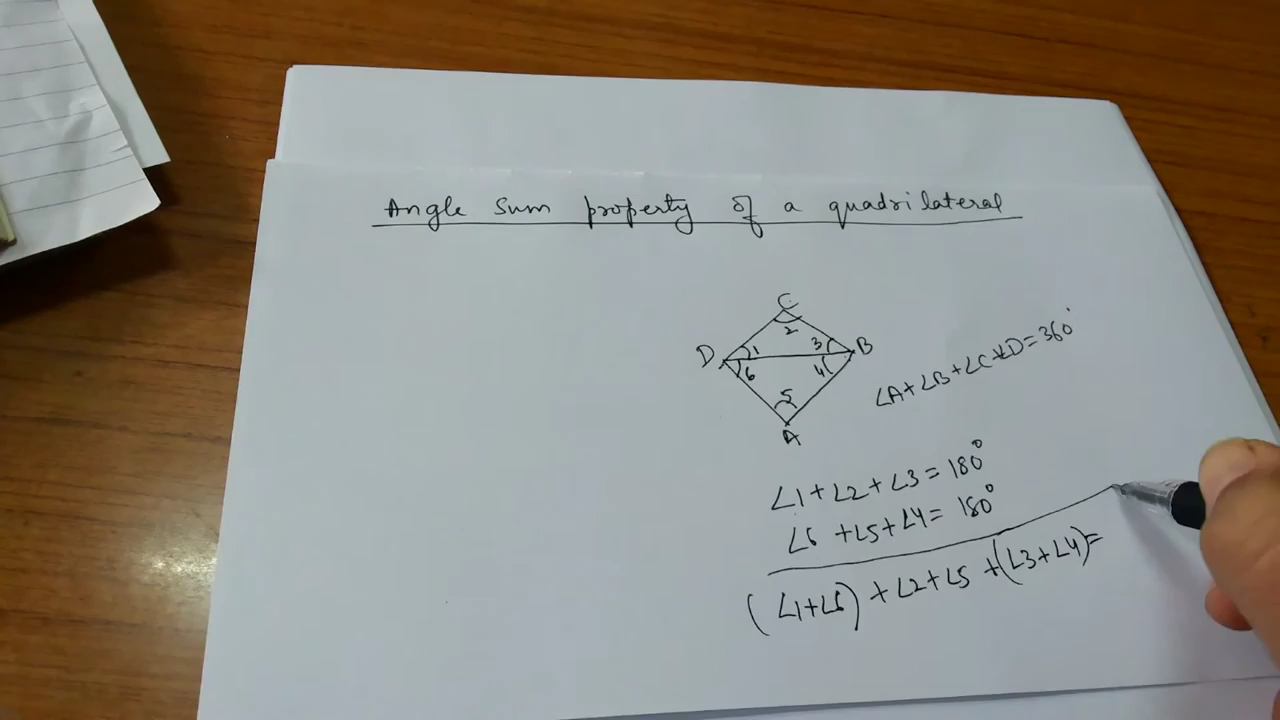 Angle sum property of a quadrilateral
C
2
D 1 3 B
6 4
5
A
∠A+∠B+∠C+∠D=360°
∠1+∠2+∠3=180°
∠6+∠5+∠4=180°
(∠1+∠6)+∠2+∠5+(∠3+∠4)=